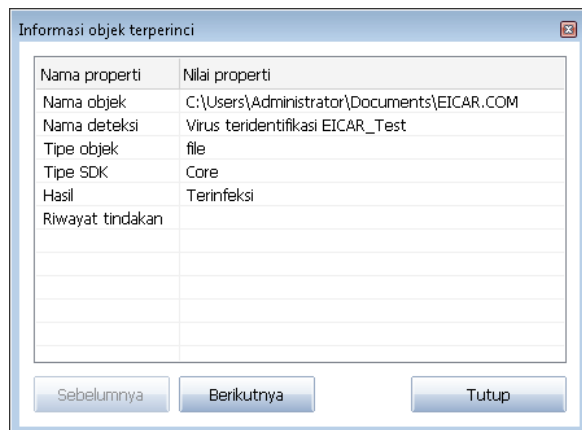 Informasi objek terperinci
Nama properti Nilai properti
Nama objek C:\Users\Administrator\Documents\EICAR.COM
Nama deteksi Virus teridentifikasi EICAR_Test
Tipe objek file
Tipe SDK Core
Hasil Terinfeksi
Riwayat tindakan
Sebelumnya Berikutnya Tutup